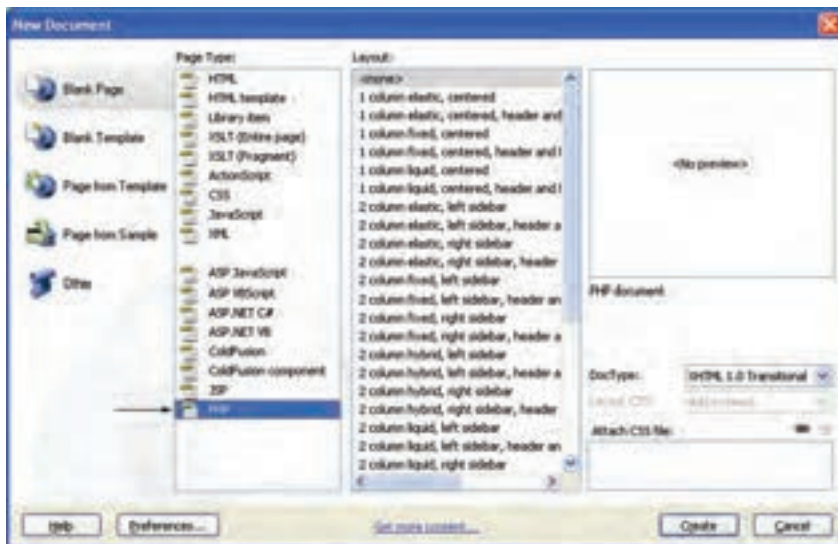 New Document
Blank Page
Blank Template
Page from Template
Page from Sample
Other
Page Type:
HTML
HTML template
Library item
XSLT (Entire page)
XSLT (Fragment)
ActionScript
CSS
JavaScript
XML
ASP JavaScript
ASP VBScript
ASP.NET C#
ASP.NET VB
ColdFusion
ColdFusion component
JSP
PHP
Layout:
<none>
1 column elastic, centered
1 column elastic, centered, header and
1 column fixed, centered
1 column fixed, centered, header and f
1 column liquid, centered
1 column liquid, centered, header and f
2 column elastic, left sidebar
2 column elastic, left sidebar, header a
2 column elastic, right sidebar
2 column elastic, right sidebar, header
2 column fixed, left sidebar
2 column fixed, left sidebar, header an
2 column fixed, right sidebar
2 column fixed, right sidebar, header a
2 column hybrid, left sidebar
2 column hybrid, left sidebar, header a
2 column hybrid, right sidebar
2 column hybrid, right sidebar, header
2 column liquid, left sidebar
2 column liquid, left sidebar, header an
2 column liquid, right sidebar
<No preview>
PHP document
DocType: XHTML 1.0 Transitional
Layout CSS:
Attach CSS file:
Help
Preferences...
Get more content...
Create
Cancel